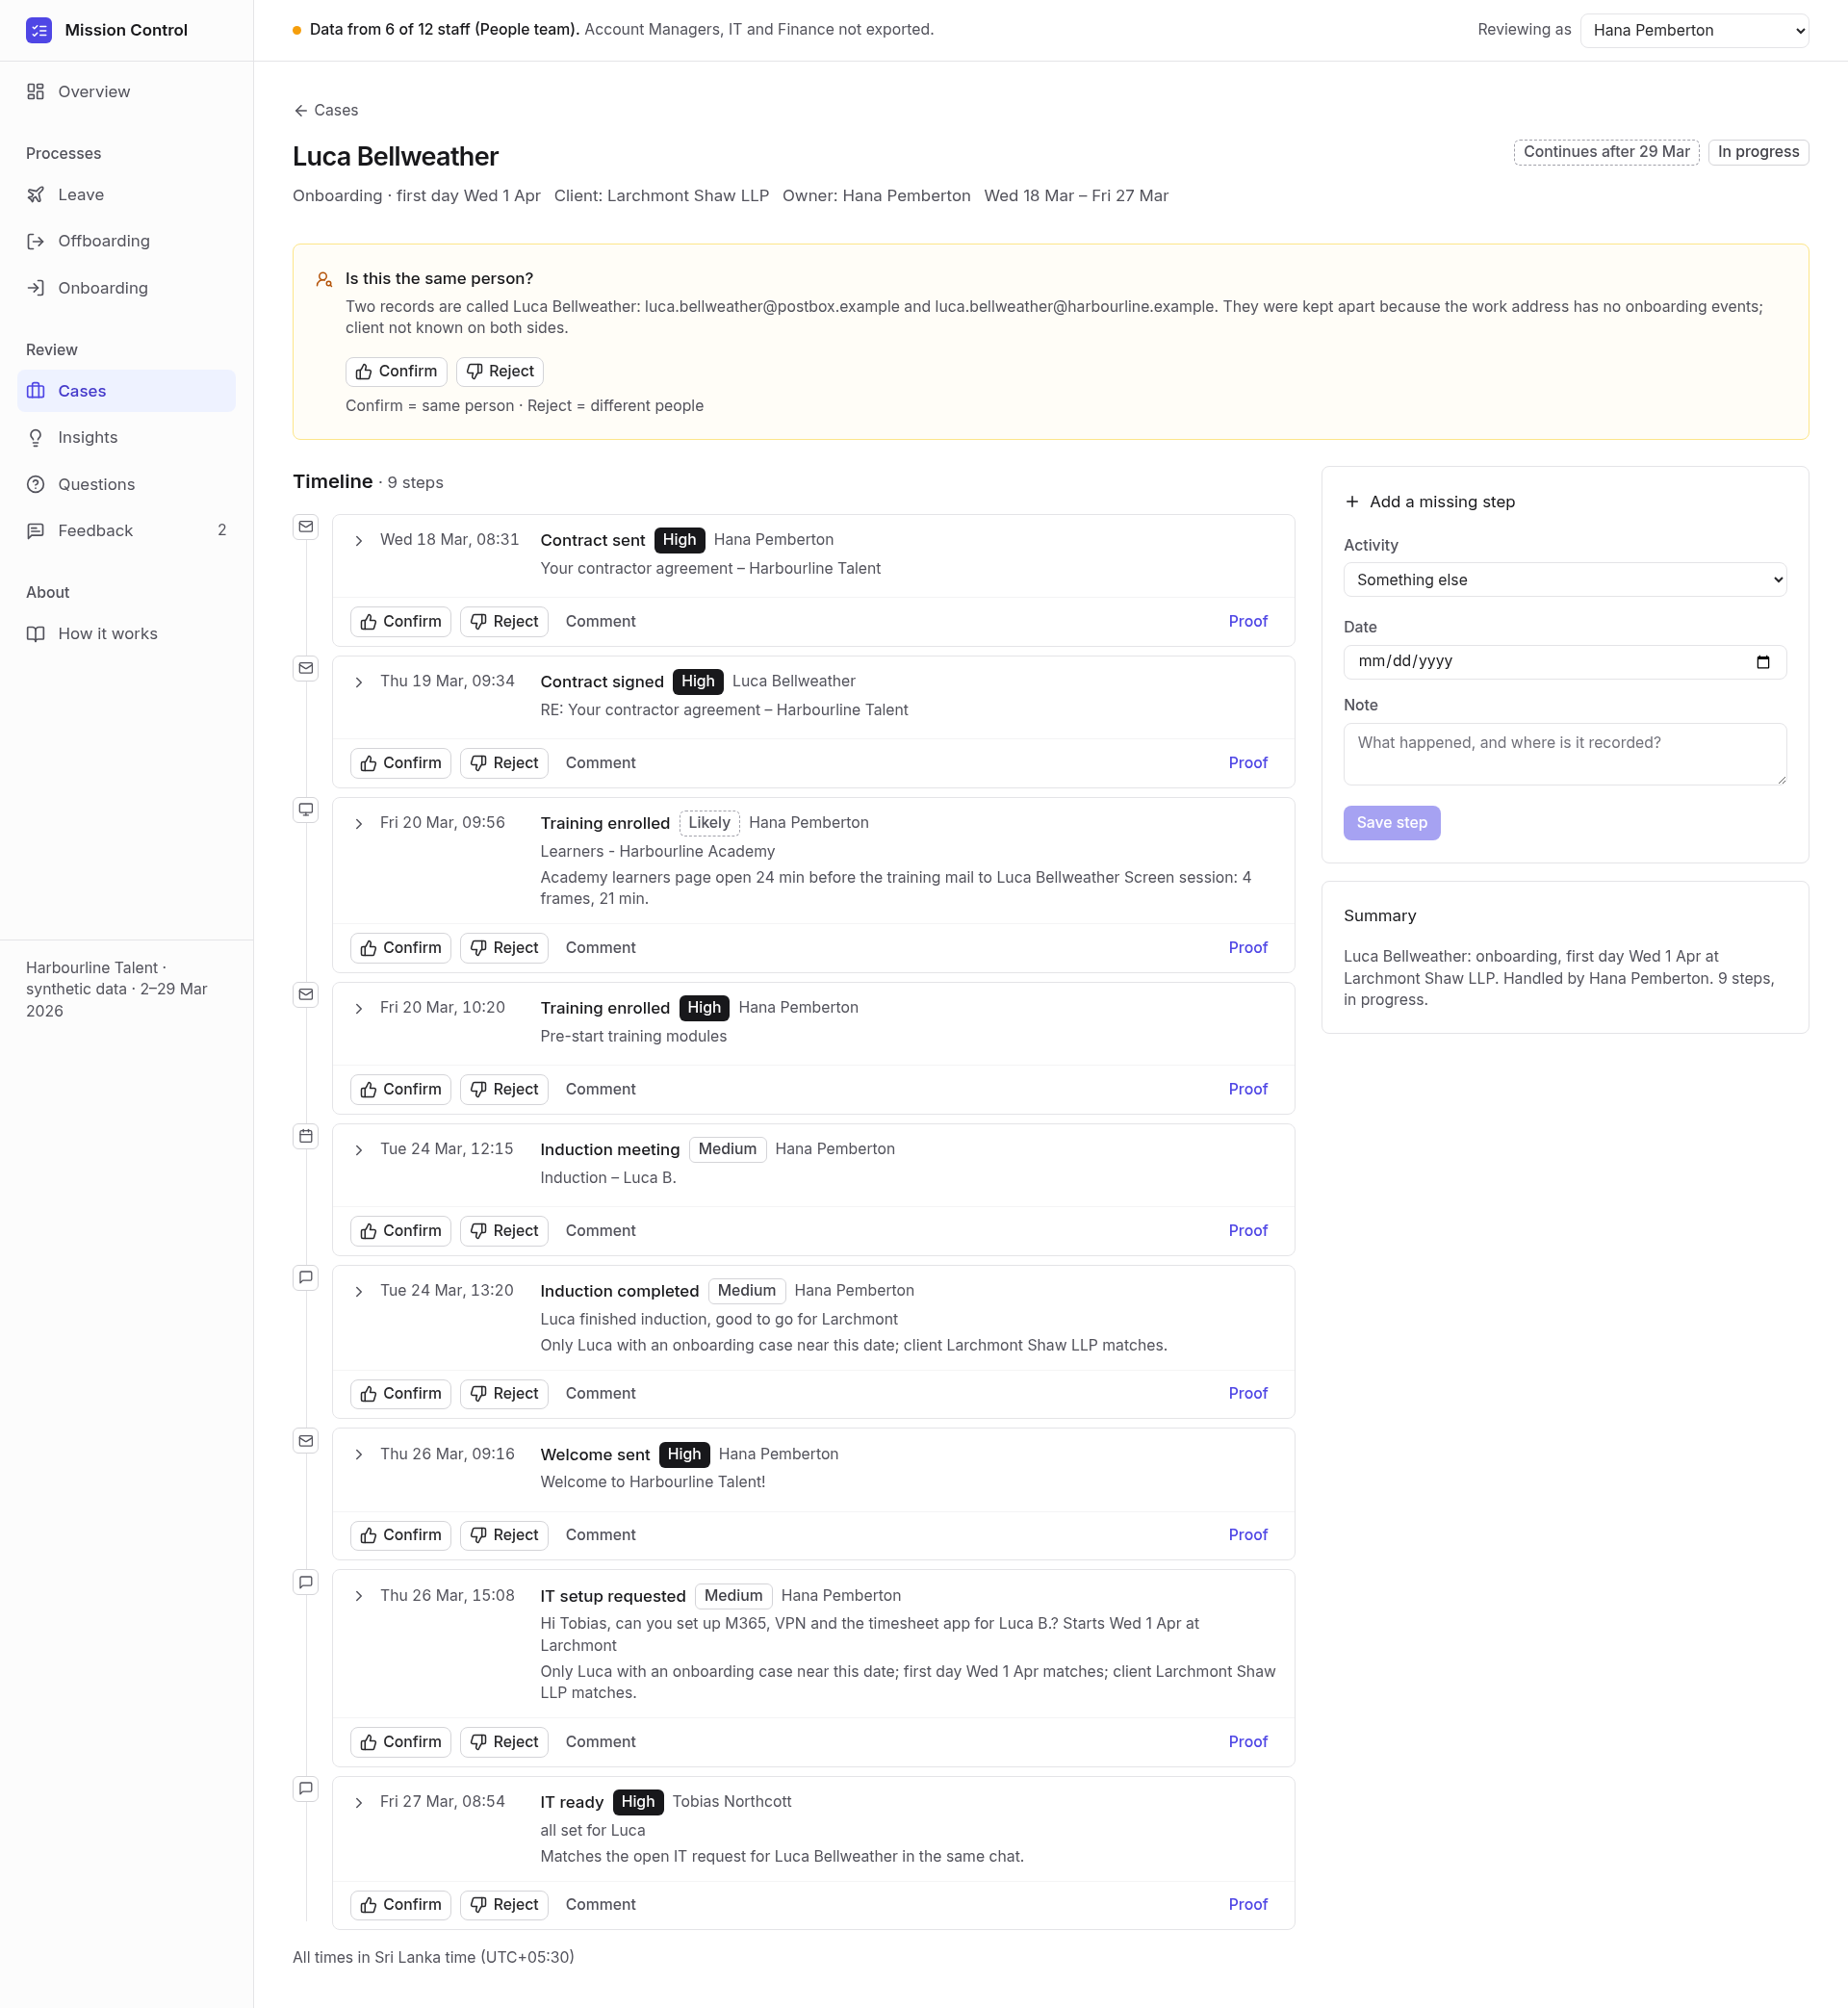 Mission Control
Overview
Processes
Leave
Offboarding
Onboarding
Review
Cases
Insights
Questions
Feedback 2
About
How it works
Harbourline Talent ·
synthetic data · 2–29 Mar
2026
Data from 6 of 12 staff (People team). Account Managers, IT and Finance not exported.
Reviewing as Hana Pemberton
Cases
Luca Bellweather
Continues after 29 Mar In progress
Onboarding · first day Wed 1 Apr Client: Larchmont Shaw LLP Owner: Hana Pemberton Wed 18 Mar – Fri 27 Mar
Is this the same person?
Two records are called Luca Bellweather: luca.bellweather@postbox.example and luca.bellweather@harbourline.example. They were kept apart because the work address has no onboarding events;
client not known on both sides.
Confirm Reject
Confirm = same person · Reject = different people
Timeline · 9 steps
Wed 18 Mar, 08:31 Contract sent High Hana Pemberton
Your contractor agreement – Harbourline Talent
Confirm Reject Comment Proof
Thu 19 Mar, 09:34 Contract signed High Luca Bellweather
RE: Your contractor agreement – Harbourline Talent
Confirm Reject Comment Proof
Fri 20 Mar, 09:56 Training enrolled Likely Hana Pemberton
Learners - Harbourline Academy
Academy learners page open 24 min before the training mail to Luca Bellweather Screen session: 4
frames, 21 min.
Confirm Reject Comment Proof
Fri 20 Mar, 10:20 Training enrolled High Hana Pemberton
Pre-start training modules
Confirm Reject Comment Proof
Tue 24 Mar, 12:15 Induction meeting Medium Hana Pemberton
Induction – Luca B.
Confirm Reject Comment Proof
Tue 24 Mar, 13:20 Induction completed Medium Hana Pemberton
Luca finished induction, good to go for Larchmont
Only Luca with an onboarding case near this date; client Larchmont Shaw LLP matches.
Confirm Reject Comment Proof
Thu 26 Mar, 09:16 Welcome sent High Hana Pemberton
Welcome to Harbourline Talent!
Confirm Reject Comment Proof
Thu 26 Mar, 15:08 IT setup requested Medium Hana Pemberton
Hi Tobias, can you set up M365, VPN and the timesheet app for Luca B.? Starts Wed 1 Apr at
Larchmont
Only Luca with an onboarding case near this date; first day Wed 1 Apr matches; client Larchmont Shaw
LLP matches.
Confirm Reject Comment Proof
Fri 27 Mar, 08:54 IT ready High Tobias Northcott
all set for Luca
Matches the open IT request for Luca Bellweather in the same chat.
Confirm Reject Comment Proof
All times in Sri Lanka time (UTC+05:30)
Add a missing step
Activity
Something else
Date
mm/dd/yyyy
Note
What happened, and where is it recorded?
Save step
Summary
Luca Bellweather: onboarding, first day Wed 1 Apr at
Larchmont Shaw LLP. Handled by Hana Pemberton. 9 steps,
in progress.